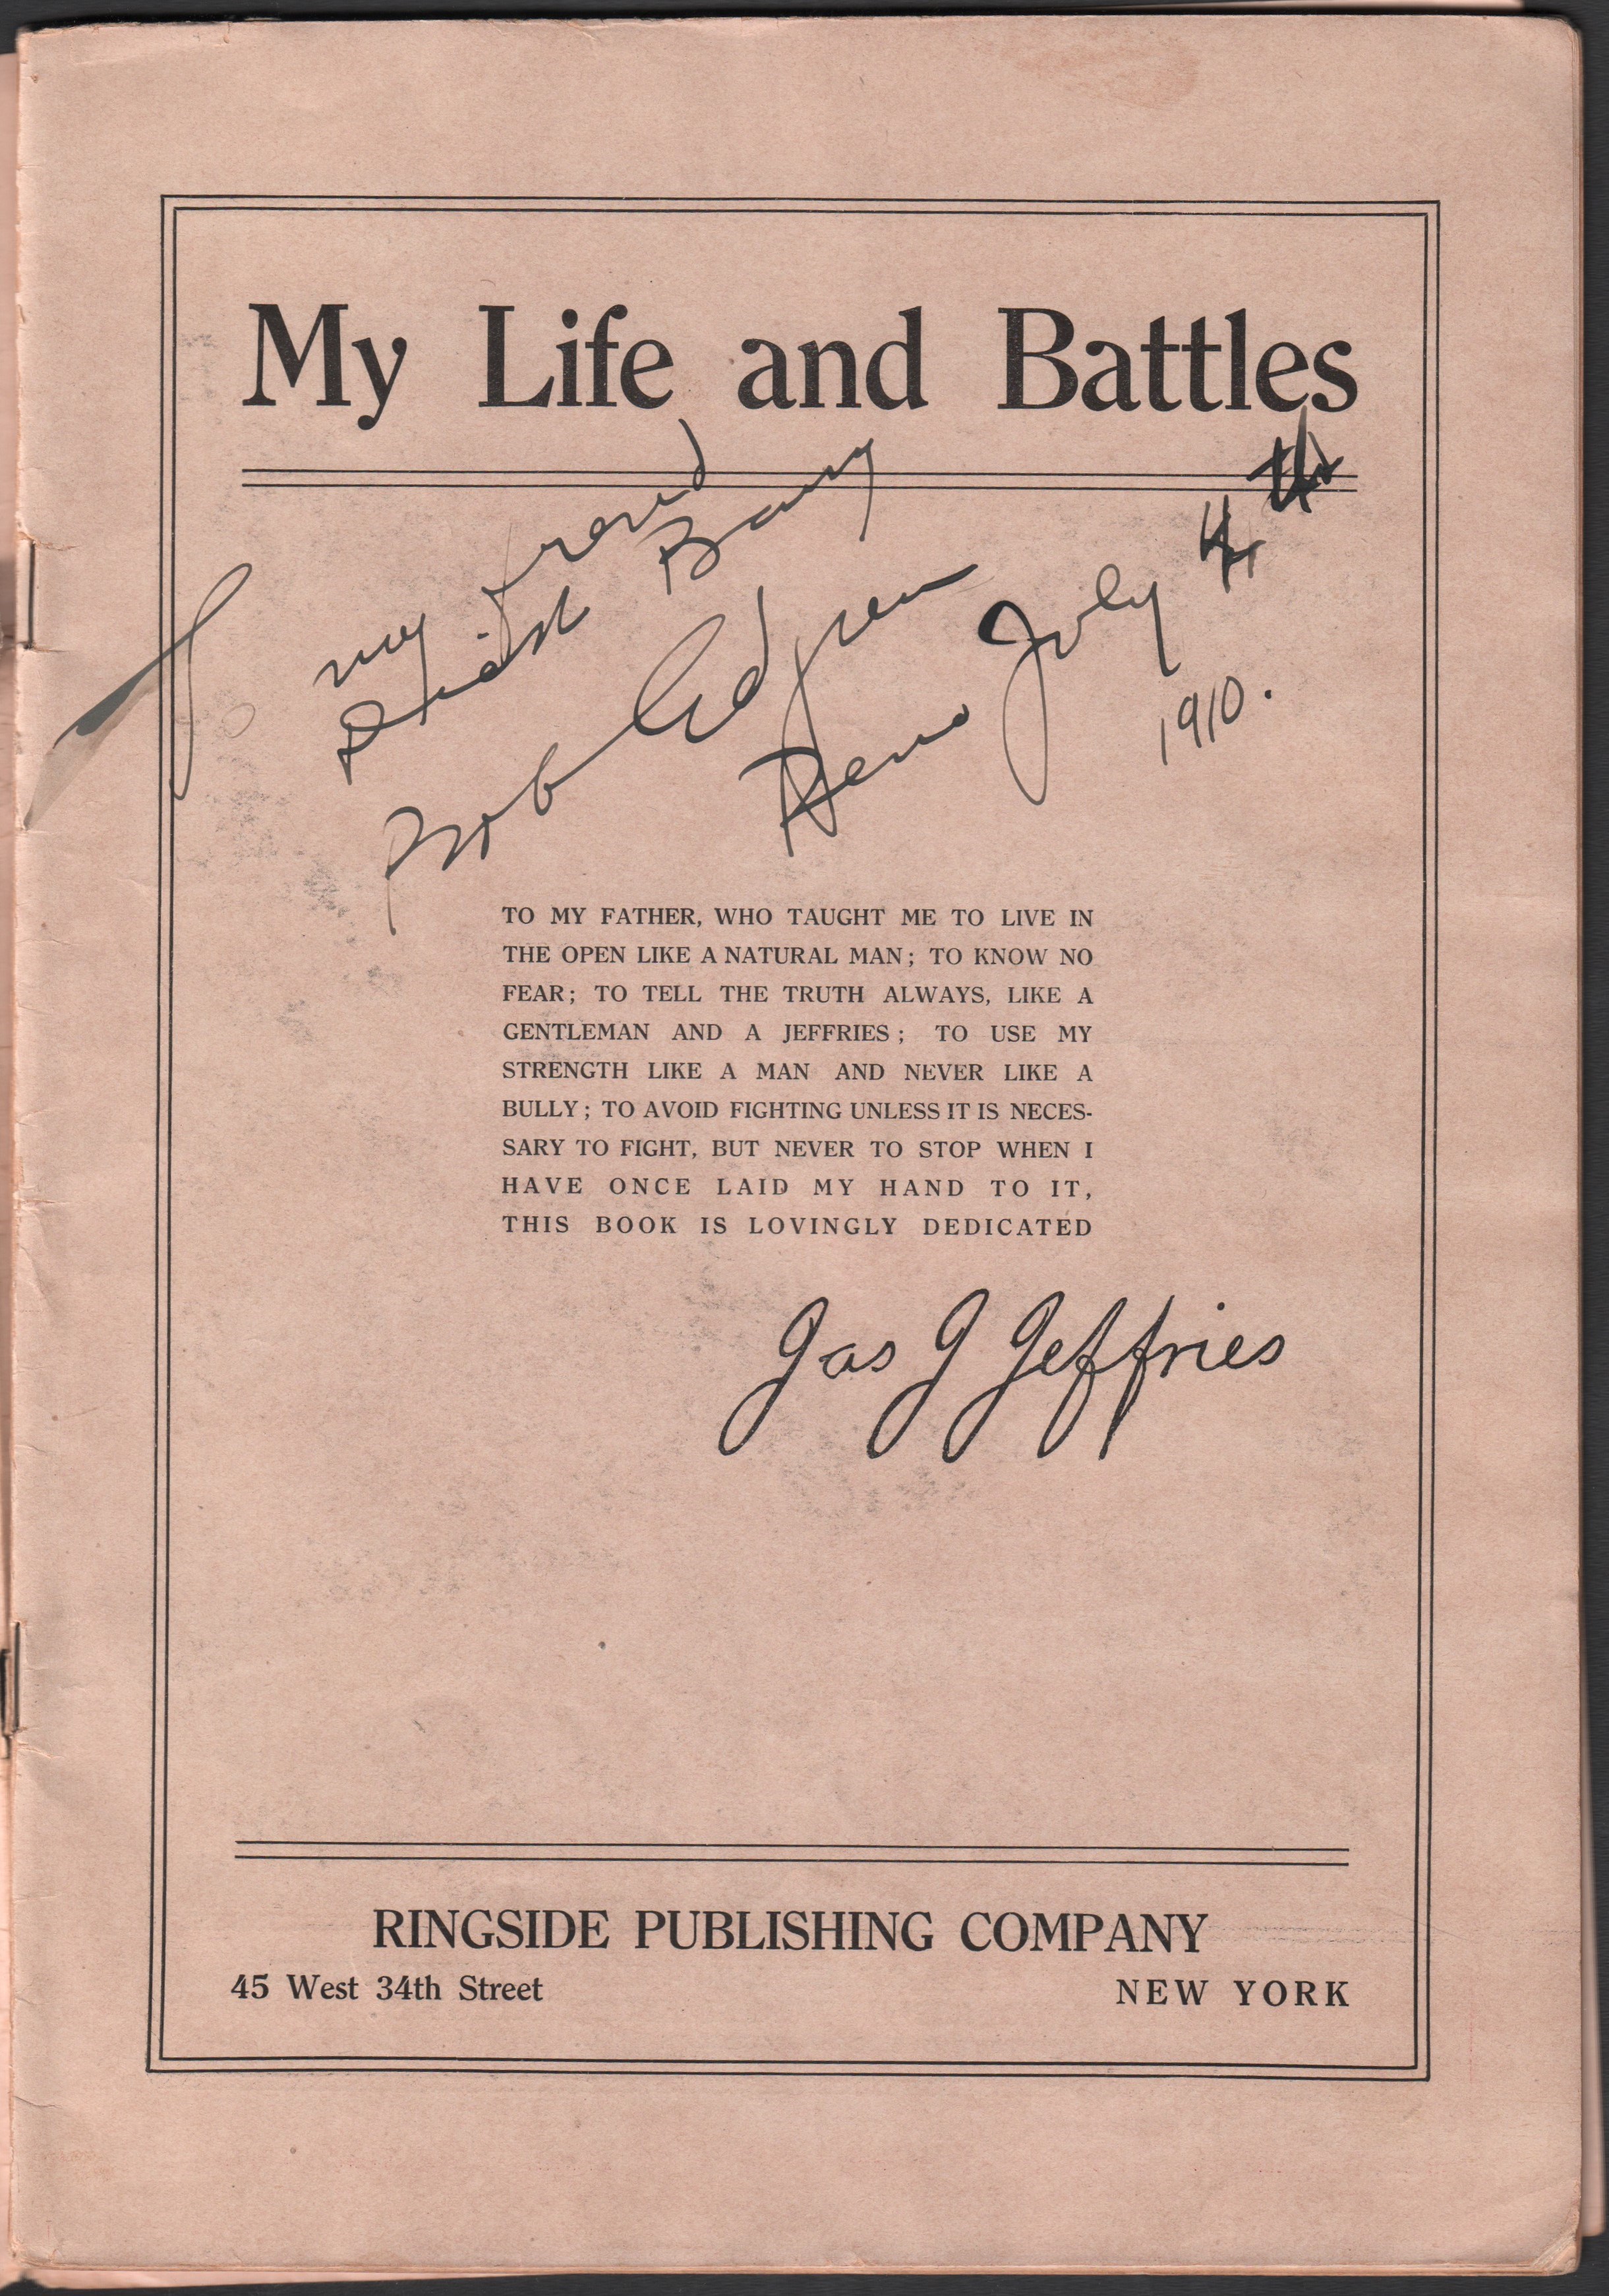 My Life and Battles
To my friend
Barry
Bob Edgren
Reno July 4th
1910.
TO MY FATHER, WHO TAUGHT ME TO LIVE IN
THE OPEN LIKE A NATURAL MAN; TO KNOW NO
FEAR; TO TELL THE TRUTH ALWAYS, LIKE A
GENTLEMAN AND A JEFFRIES; TO USE MY
STRENGTH LIKE A MAN AND NEVER LIKE A
BULLY; TO AVOID FIGHTING UNLESS IT IS NECES-
SARY TO FIGHT, BUT NEVER TO STOP WHEN I
HAVE ONCE LAID MY HAND TO IT,
THIS BOOK IS LOVINGLY DEDICATED
Jas J Jeffries
RINGSIDE PUBLISHING COMPANY
45 West 34th Street NEW YORK